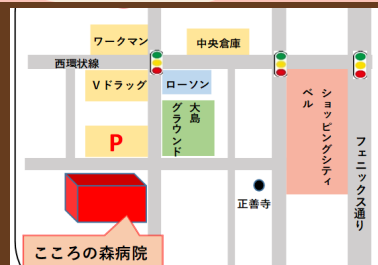 ワークマン
中央倉庫
西環状線
Vドラッグ
ローソン
大島
グラウンド
ショッピングシティ
ベル
P
フェニックス通り
正善寺
こころの森病院